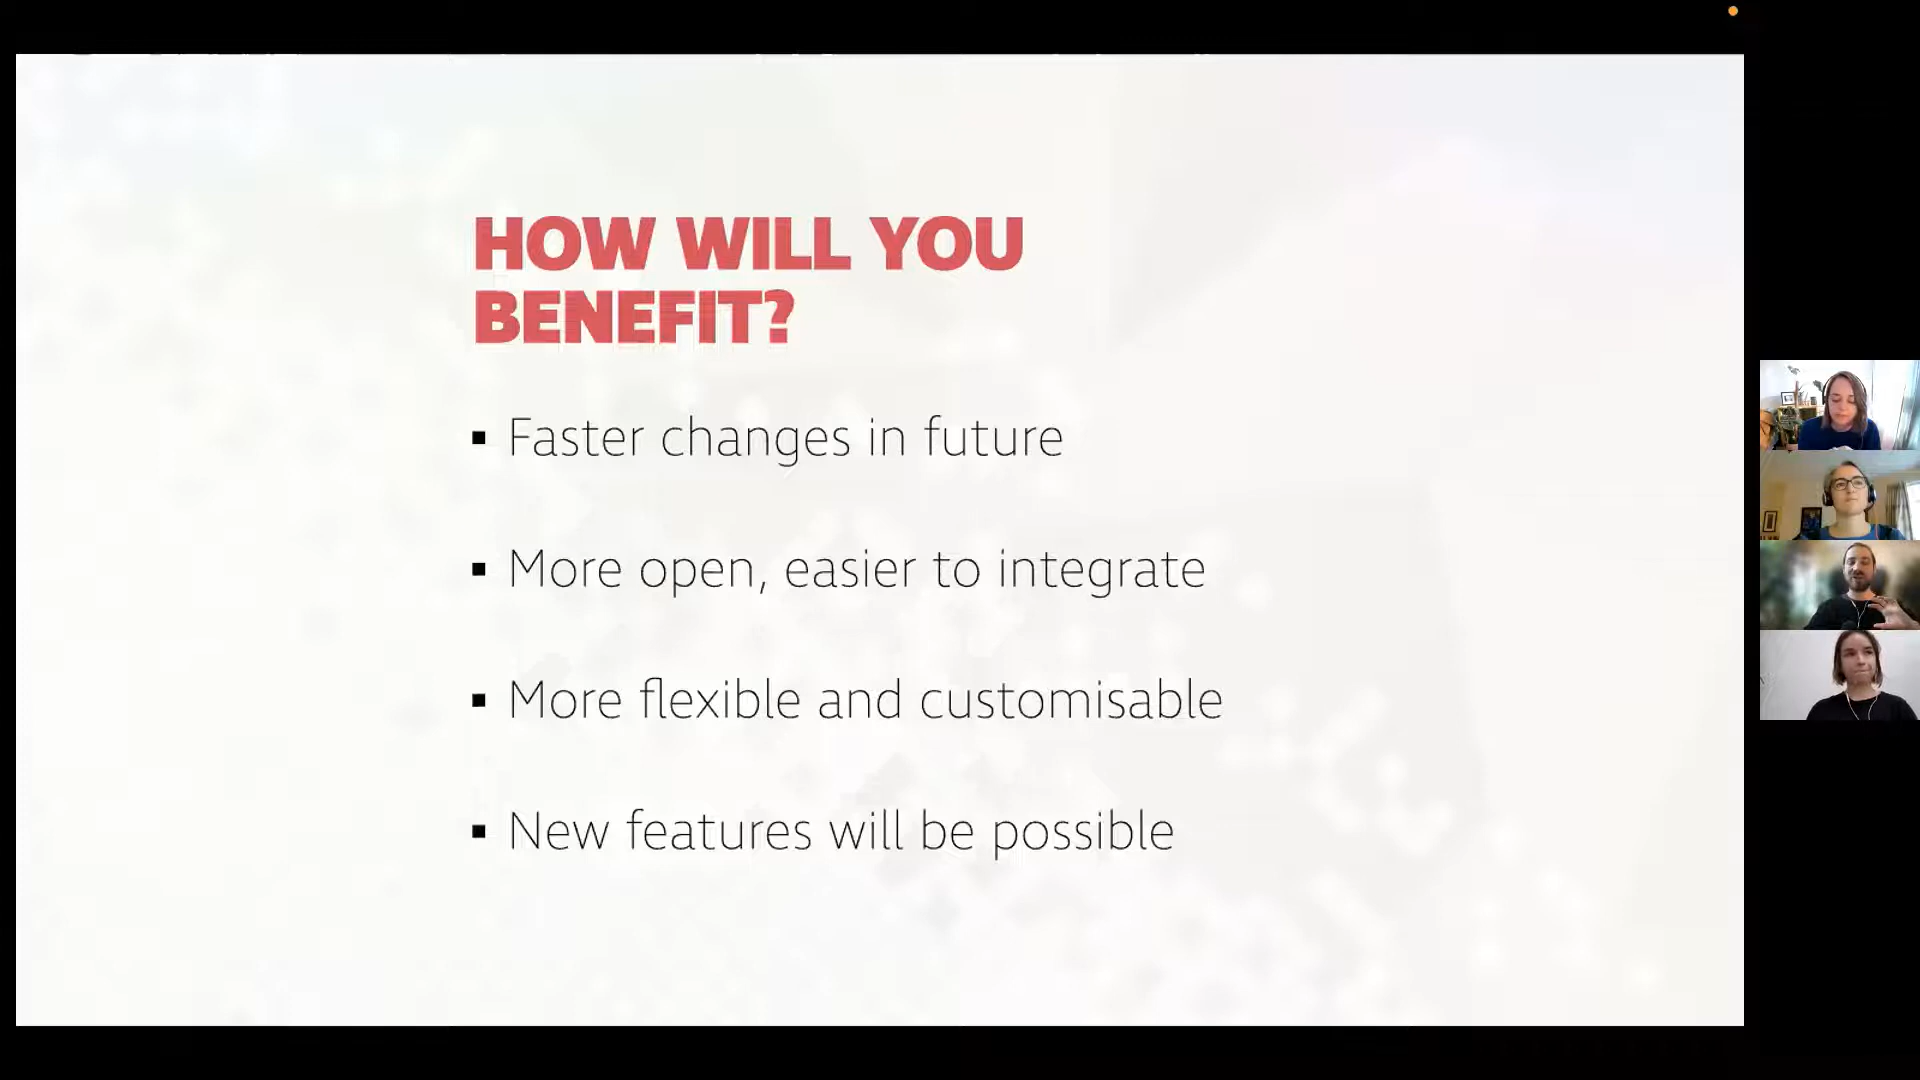 HOW WILL YOU
BENEFIT?
▪ Faster changes in future
▪ More open, easier to integrate
▪ More flexible and customisable
▪ New features will be possible